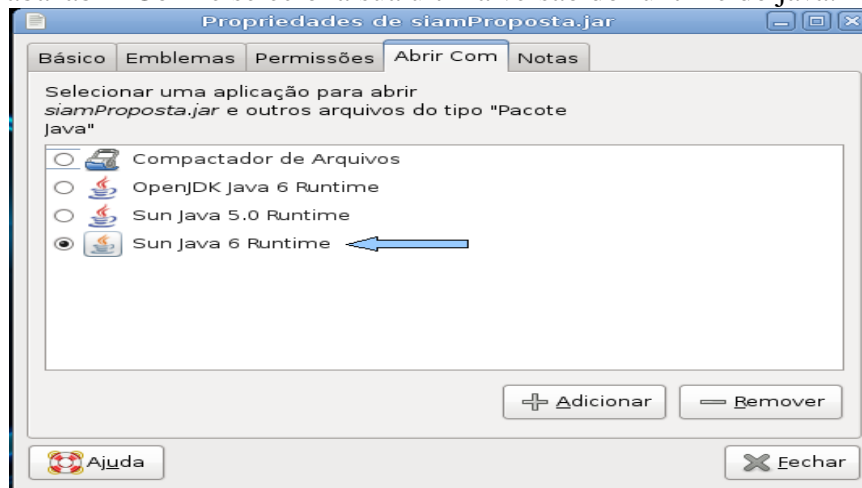 Propriedades de siamProposta.jar
Básico Emblemas Permissões Abrir Com Notas
Selecionar uma aplicação para abrir
siamProposta.jar e outros arquivos do tipo "Pacote
Java"
Compactador de Arquivos
OpenJDK Java 6 Runtime
Sun Java 5.0 Runtime
Sun Java 6 Runtime
Adicionar Remover
Ajuda Fechar